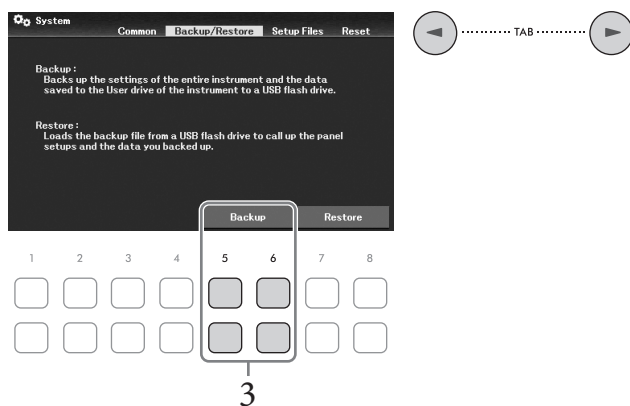 System
Common Backup/Restore Setup Files Reset
TAB
Backup :
Backs up the settings of the entire instrument and the data
saved to the User drive of the instrument to a USB flash drive.
Restore :
Loads the backup file from a USB flash drive to call up the panel
setups and the data you backed up.
Backup Restore
1 2 3 4 5 6 7 8
3